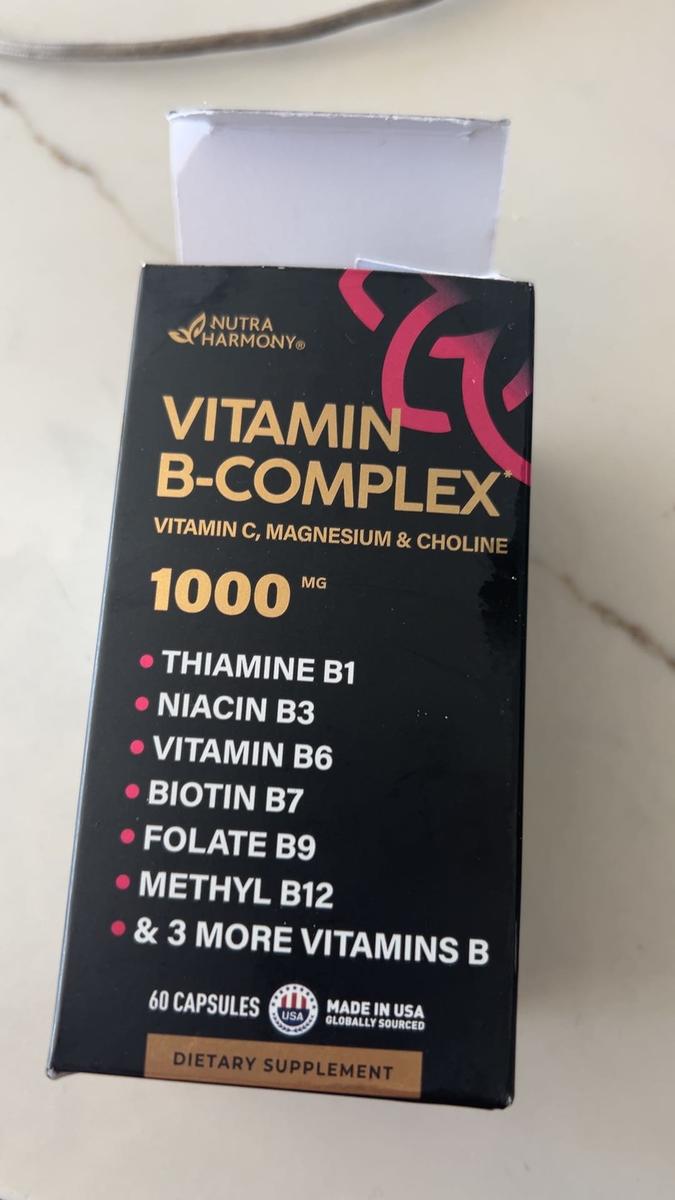 NUTRA
HARMONY®
VITAMIN
B-COMPLEX*
VITAMIN C, MAGNESIUM & CHOLINE
1000 MG
• THIAMINE B1
• NIACIN B3
• VITAMIN B6
• BIOTIN B7
• FOLATE B9
• METHYL B12
• & 3 MORE VITAMINS B
60 CAPSULES
USA
MADE IN USA
GLOBALLY SOURCED
DIETARY SUPPLEMENT